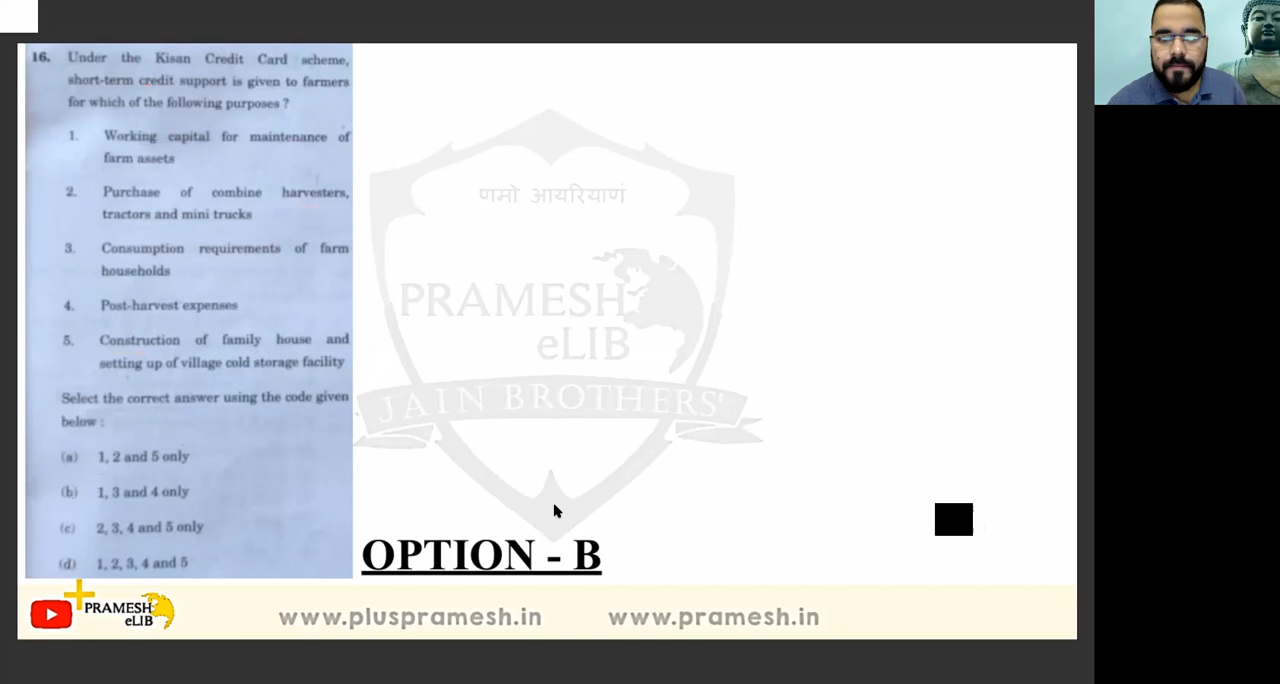 16. Under the Kisan Credit Card scheme,
short-term credit support is given to farmers
for which of the following purposes ?
1. Working capital for maintenance of
farm assets
2. Purchase of combine harvesters,
tractors and mini trucks
3. Consumption requirements of farm
households
4. Post-harvest expenses
5. Construction of family house and
setting up of village cold storage facility
Select the correct answer using the code given
below :
(a) 1, 2 and 5 only
(b) 1, 3 and 4 only
(c) 2, 3, 4 and 5 only
(d) 1, 2, 3, 4 and 5
णमो आयरियाणं
PRAMESH
eLIB
JAIN BROTHERS'
OPTION - B
PRAMESH
eLIB
www.pluspramesh.in www.pramesh.in